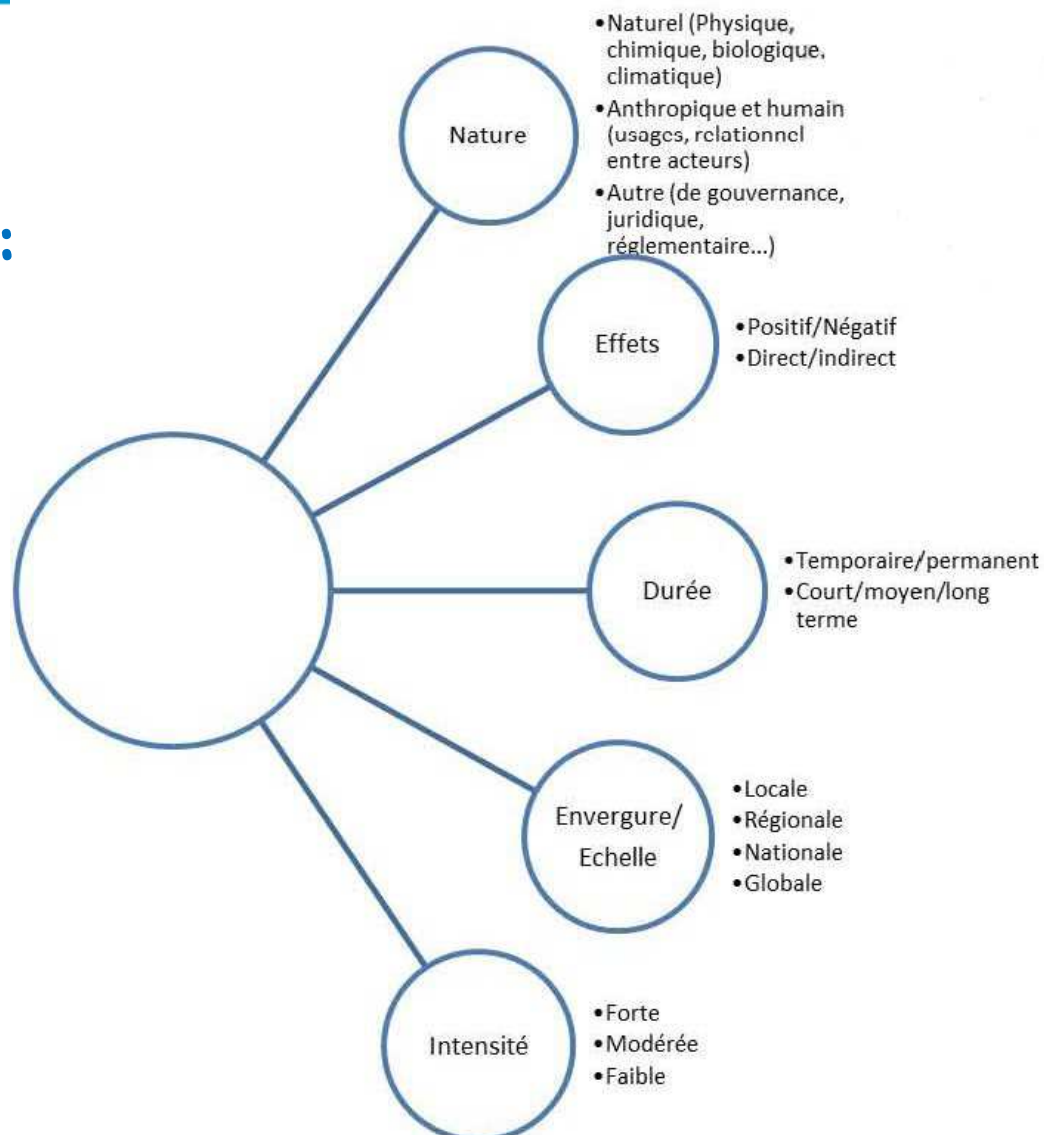 •Naturel (Physique,
chimique, biologique,
climatique)
Nature
•Anthropique et humain
(usages, relationnel
entre acteurs)
•Autre (de gouvernance,
juridique,
réglementaire...)
:
Effets
•Positif/Négatif
•Direct/indirect
Durée
•Temporaire/permanent
•Court/moyen/long
terme
Envergure/
Echelle
•Locale
•Régionale
•Nationale
•Globale
Intensité
•Forte
•Modérée
•Faible